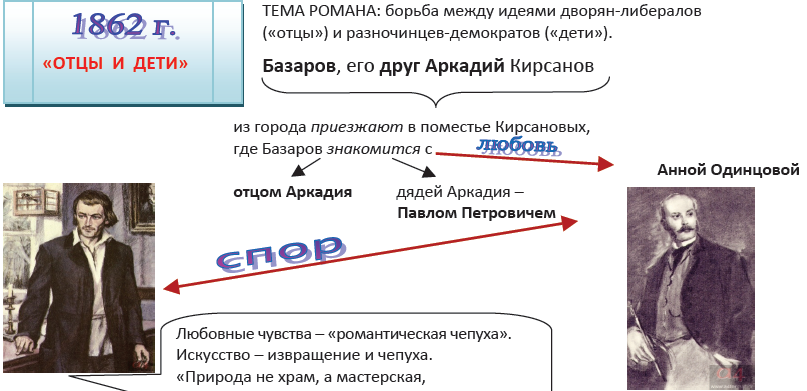 1862 г.
«ОТЦЫ И ДЕТИ»
ТЕМА РОМАНА: борьба между идеями дворян-либералов
(«отцы») и разночинцев-демократов («дети»).
Базаров, его друг Аркадий Кирсанов
из города приезжают в поместье Кирсановых,
где Базаров знакомится с
любовь
Анной Одинцовой
отцом Аркадия
дядей Аркадия –
Павлом Петровичем
спор
Любовные чувства – «романтическая чепуха».
Искусство – извращение и чепуха.
«Природа не храм, а мастерская,